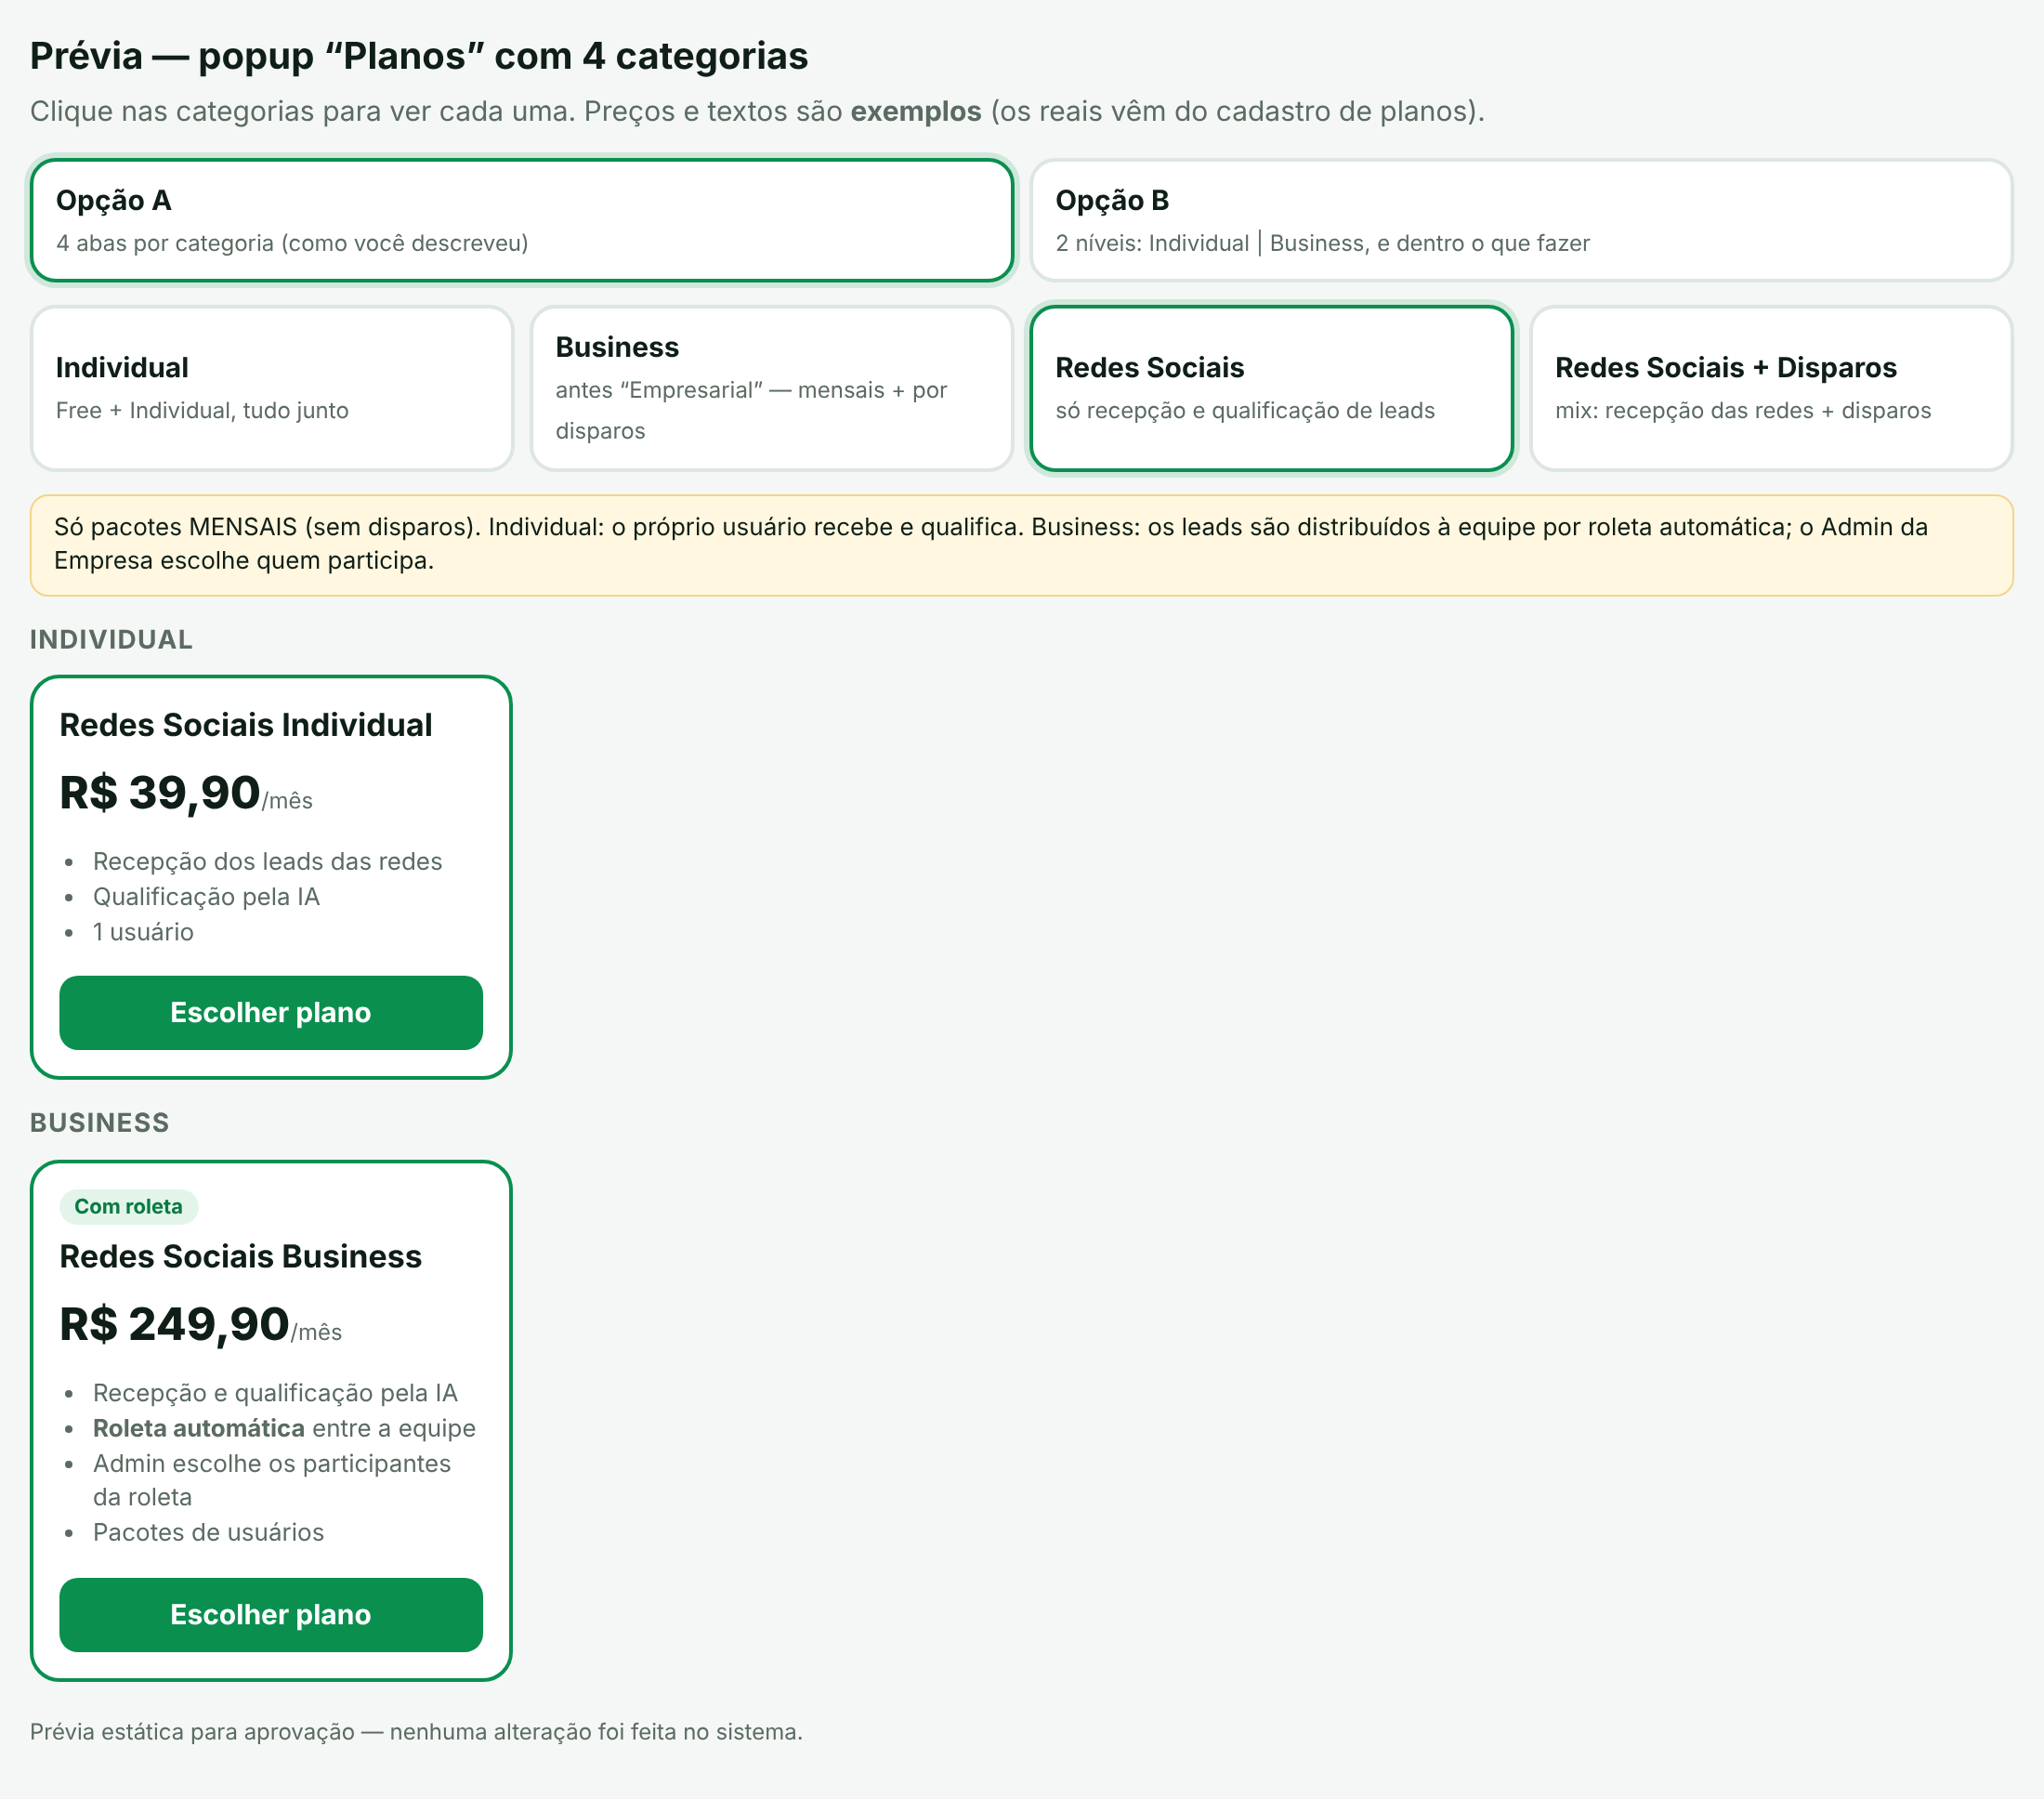 Prévia — popup “Planos” com 4 categorias
Clique nas categorias para ver cada uma. Preços e textos são exemplos (os reais vêm do cadastro de planos).
Opção A
4 abas por categoria (como você descreveu)
Opção B
2 níveis: Individual | Business, e dentro o que fazer
Individual
Free + Individual, tudo junto
Business
antes “Empresarial” — mensais + por
disparos
Redes Sociais
só recepção e qualificação de leads
Redes Sociais + Disparos
mix: recepção das redes + disparos
Só pacotes MENSAIS (sem disparos). Individual: o próprio usuário recebe e qualifica. Business: os leads são distribuídos à equipe por roleta automática; o Admin da
Empresa escolhe quem participa.
INDIVIDUAL
Redes Sociais Individual
R$ 39,90/mês
• Recepção dos leads das redes
• Qualificação pela IA
• 1 usuário
Escolher plano
BUSINESS
Com roleta
Redes Sociais Business
R$ 249,90/mês
• Recepção e qualificação pela IA
• Roleta automática entre a equipe
• Admin escolhe os participantes
da roleta
• Pacotes de usuários
Escolher plano
Prévia estática para aprovação — nenhuma alteração foi feita no sistema.